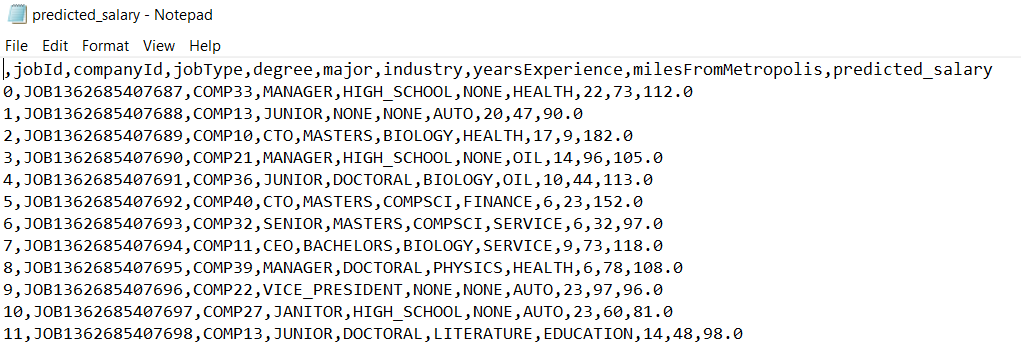 predicted_salary - Notepad
File Edit Format View Help
,jobId,companyId,jobType,degree,major,industry,yearsExperience,milesFromMetropolis,predicted_salary
0,JOB1362685407687,COMP33,MANAGER,HIGH_SCHOOL,NONE,HEALTH,22,73,112.0
1,JOB1362685407688,COMP13,JUNIOR,NONE,NONE,AUTO,20,47,90.0
2,JOB1362685407689,COMP10,CTO,MASTERS,BIOLOGY,HEALTH,17,9,182.0
3,JOB1362685407690,COMP21,MANAGER,HIGH_SCHOOL,NONE,OIL,14,96,105.0
4,JOB1362685407691,COMP36,JUNIOR,DOCTORAL,BIOLOGY,OIL,10,44,113.0
5,JOB1362685407692,COMP40,CTO,MASTERS,COMPSCI,FINANCE,6,23,152.0
6,JOB1362685407693,COMP32,SENIOR,MASTERS,COMPSCI,SERVICE,6,32,97.0
7,JOB1362685407694,COMP11,CEO,BACHELORS,BIOLOGY,SERVICE,9,73,118.0
8,JOB1362685407695,COMP39,MANAGER,DOCTORAL,PHYSICS,HEALTH,6,78,108.0
9,JOB1362685407696,COMP22,VICE_PRESIDENT,NONE,NONE,AUTO,23,97,96.0
10,JOB1362685407697,COMP27,JANITOR,HIGH_SCHOOL,NONE,AUTO,23,60,81.0
11,JOB1362685407698,COMP13,JUNIOR,DOCTORAL,LITERATURE,EDUCATION,14,48,98.0